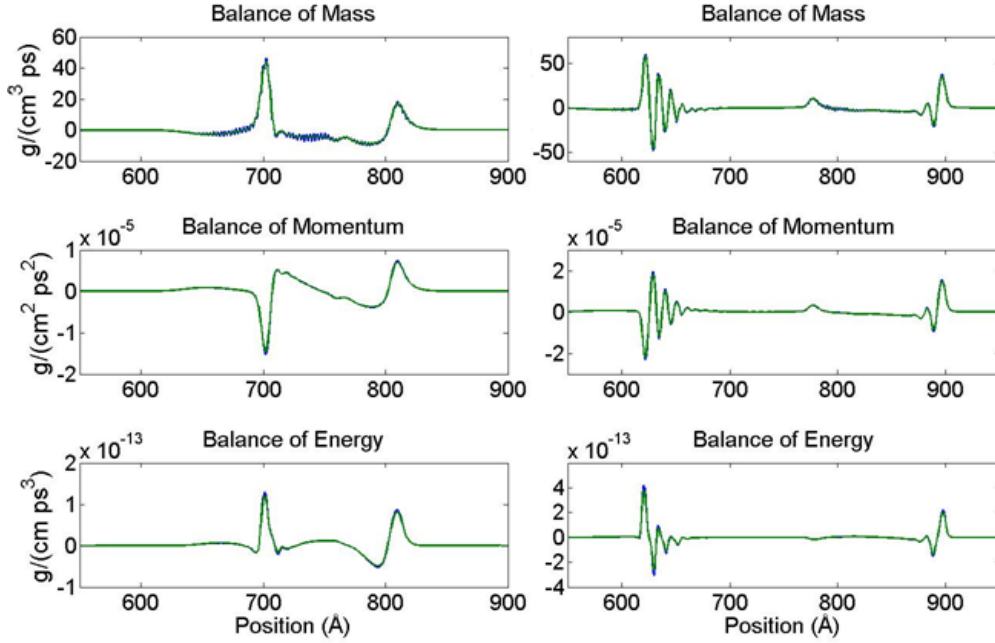 Balance of Mass
60
40
20
0
-20
g/(cm³ ps)
600 700 800 900
Balance of Mass
50
0
-50
600 700 800 900
Balance of Momentum
x 10⁻⁵
1
0
-1
-2
g/(cm² ps²)
600 700 800 900
Balance of Momentum
x 10⁻⁵
2
0
-2
600 700 800 900
Balance of Energy
x 10⁻¹³
2
1
0
-1
g/(cm ps³)
600 700 800 900
Position (Å)
Balance of Energy
x 10⁻¹³
4
2
0
-2
-4
600 700 800 900
Position (Å)